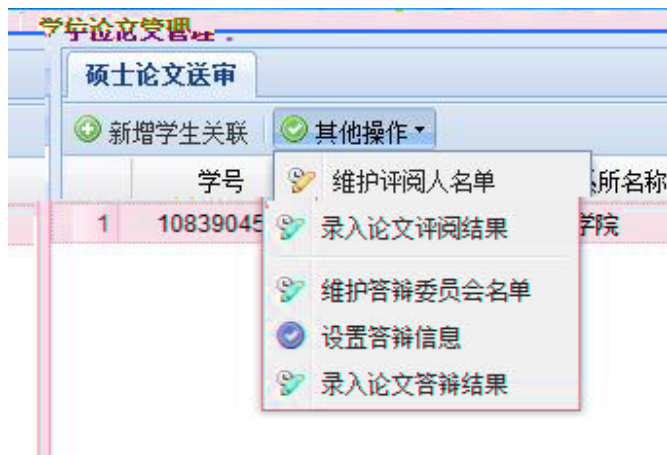 学位论文管理：
硕士论文送审
新增学生关联 其他操作
学号 系所名称
维护评阅人名单
1 10839045 学院
录入论文评阅结果
维护答辩委员会名单
设置答辩信息
录入论文答辩结果